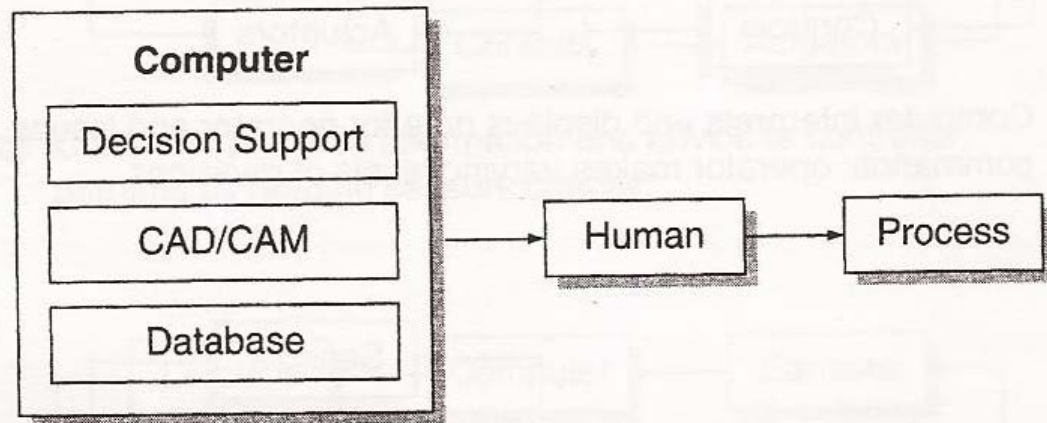 Computer
Decision Support
CAD/CAM
Database
Human
Process